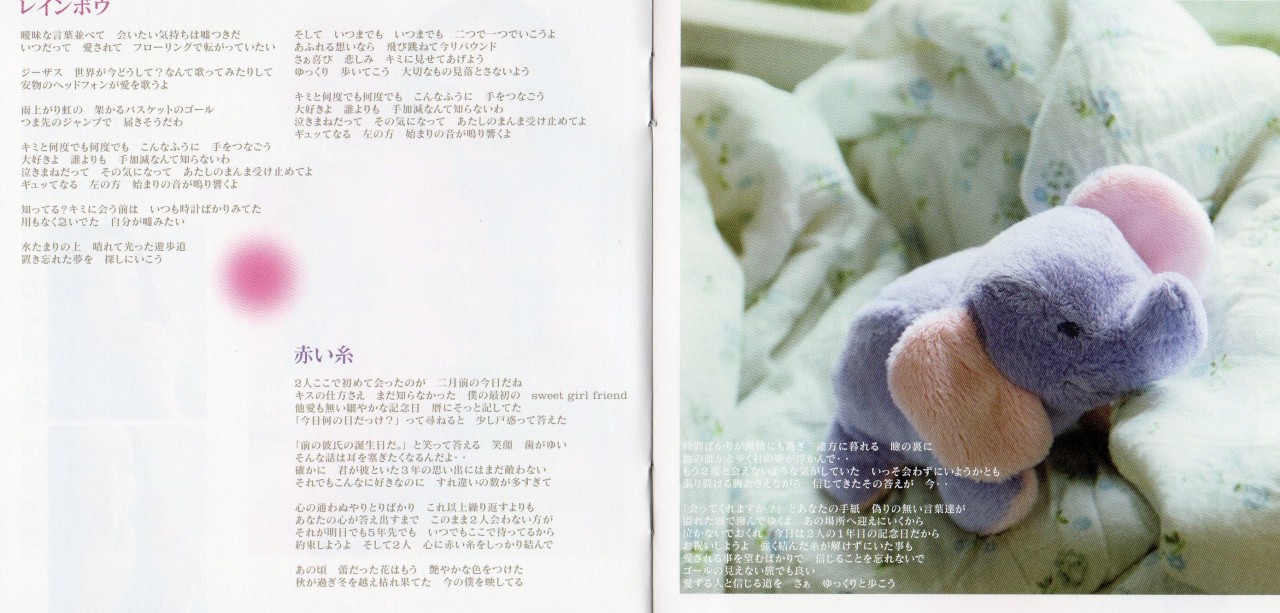 レインボウ
曖昧な言葉並べて　会いたい気持ちは嘘つきだ
いつだって　愛されて　フローリングで転がっていたい
ジーザス　世界が今どうして？なんて歌ってみたりして
安物のヘッドフォンが愛を歌うよ
雨上がり虹の　架かるバスケットのゴール
つま先のジャンプで　届きそうだわ
キミと何度でも何度でも　こんなふうに　手をつなごう
大好きよ　誰よりも　手加減なんて知らないわ
泣きまねだって　その気になって　あたしのまんま受け止めてよ
ギュッてなる　左の方　始まりの音が鳴り響くよ
知ってる？キミに会う前は　いつも時計ばかりみてた
用もなく急いでた　自分が嘘みたい
水たまりの上　晴れて光った遊歩道
置き忘れた夢を　探しにいこう
そして　いつまでも　いつまでも　二つで一つでいこうよ
あふれる想いなら　飛び跳ねて今リバウンド
さぁ喜び　悲しみ　キミに見せてあげよう
ゆっくり　歩いてこう　大切なもの見落とさないよう
キミと何度でも何度でも　こんなふうに　手をつなごう
大好きよ　誰よりも　手加減なんて知らないわ
泣きまねだって　その気になって　あたしのまんま受け止めてよ
ギュッてなる　左の方　始まりの音が鳴り響くよ
赤い糸
2人ここで初めて会ったのが　二月前の今日だね
キスの仕方さえ　まだ知らなかった　僕の最初の　sweet girl friend
他愛も無い細やかな記念日　暦にそっと記してた
「今日何の日だっけ？」って尋ねると　少し戸惑って答えた
「前の彼氏の誕生日だ。」と笑って答える　笑顔　歯がゆい
そんな話は耳を塞ぎたくなるんだよ・・
確かに　君が彼といた3年の思い出にはまだ敵わない
それでもこんなに好きなのに　すれ違いの数が多すぎて
心の通わぬやりとりばかり　これ以上繰り返すよりも
あなたの心が答え出すまで　このまま2人会わない方が
それが明日でも5年先でも　いつでもここで待ってるから
約束しようよ　そして2人　心に赤い糸をしっかり結んで
あの頃　蕾だった花はもう　艶やかな色をつけた
秋が過ぎ冬を越え枯れ果てた　今の僕を映してる
時間ばかりが無情にも過ぎ　途方に暮れる　瞼の裏に
他の誰かと歩く君の姿が浮かんで・・
もう2度と会えないような気がしていた　いっそ会わずにいようかとも
張り裂ける胸おさえながら　信じてきたその答えが　今・・
「会ってくれますか？」とあなたの手紙　偽りの無い言葉達が
溢れた涙で滲んでゆくよ　あの場所へ迎えにいくから
泣かないでおくれ　今日は2人の1年目の記念日だから
お祝いしようよ　強く結んだ糸が解けずにいた事も
愛される事を望むばかりで　信じることを忘れないで
ゴールの見えない旅でも良い
愛する人と信じる道を　さぁ　ゆっくりと歩こう